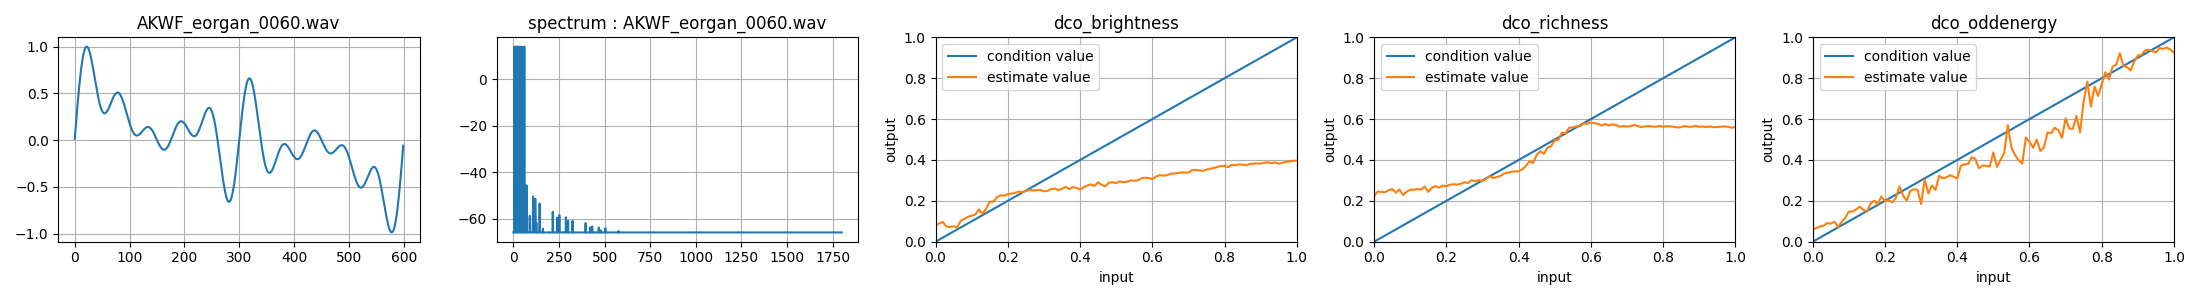 AKWF_eorgan_0060.wav
1.0
0.5
0.0
−0.5
−1.0
0 100 200 300 400 500 600
spectrum : AKWF_eorgan_0060.wav
0
−20
−40
−60
0 250 500 750 1000 1250 1500 1750
dco_brightness
condition value
estimate value
output
1.0
0.8
0.6
0.4
0.2
0.0
0.0 0.2 0.4 0.6 0.8 1.0
input
dco_richness
condition value
estimate value
output
1.0
0.8
0.6
0.4
0.2
0.0
0.0 0.2 0.4 0.6 0.8 1.0
input
dco_oddenergy
condition value
estimate value
output
1.0
0.8
0.6
0.4
0.2
0.0
0.0 0.2 0.4 0.6 0.8 1.0
input